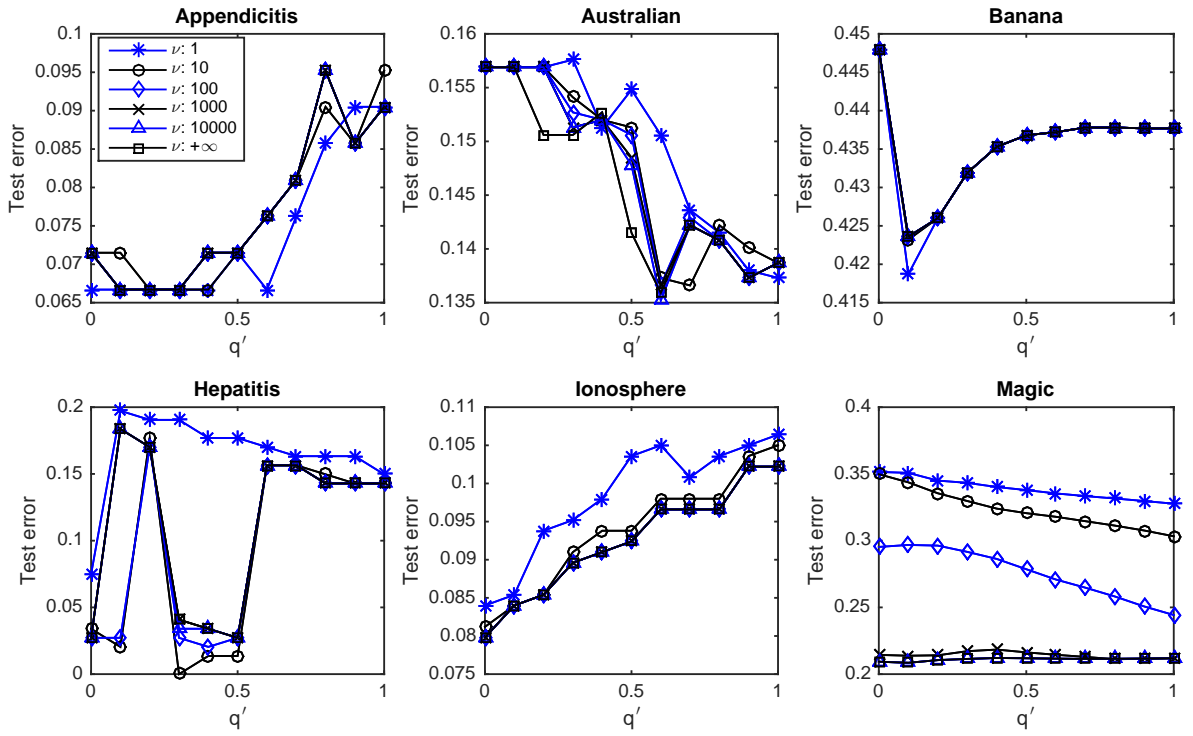 Appendicitis
0.1
0.095
0.09
0.085
0.08
0.075
0.07
0.065
Test error
0
0.5
1
q′
ν: 1
ν: 10
ν: 100
ν: 1000
ν: 10000
ν: +∞
Australian
0.16
0.155
0.15
0.145
0.14
0.135
Test error
0
0.5
1
q′
Banana
0.45
0.445
0.44
0.435
0.43
0.425
0.42
0.415
Test error
0
0.5
1
q′
Hepatitis
0.2
0.15
0.1
0.05
0
Test error
0
0.5
1
q′
Ionosphere
0.11
0.105
0.1
0.095
0.09
0.085
0.08
0.075
Test error
0
0.5
1
q′
Magic
0.4
0.35
0.3
0.25
0.2
Test error
0
0.5
1
q′